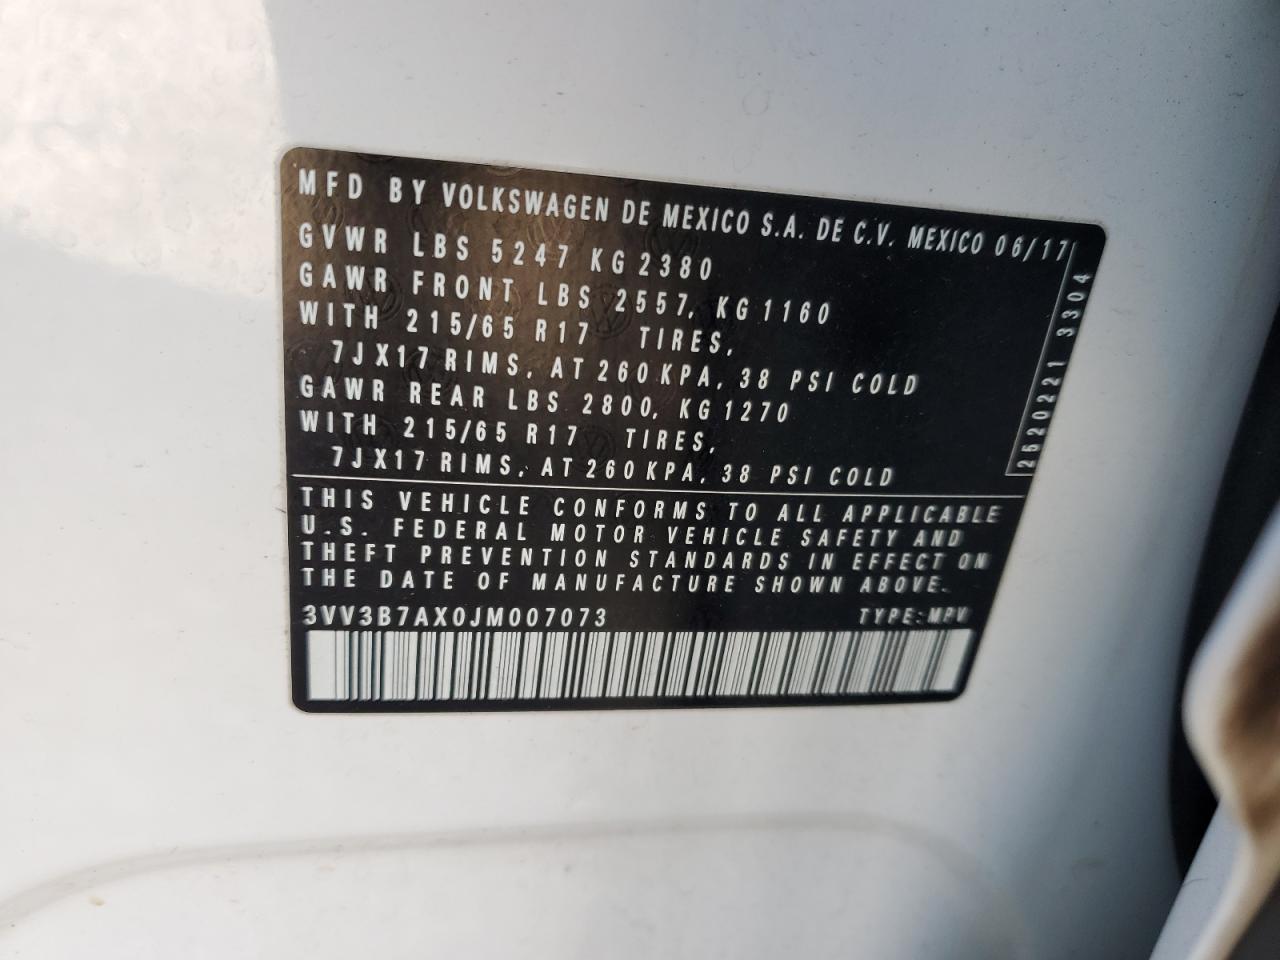 MFD BY VOLKSWAGEN DE MEXICO S.A. DE C.V. MEXICO 06/17
GVWR LBS 5247 KG 2380
GAWR FRONT LBS 2557, KG 1160
WITH 215/65 R17 TIRES,
7JX17 RIMS, AT 260 KPA, 38 PSI COLD
GAWR REAR LBS 2800, KG 1270
WITH 215/65 R17 TIRES,
7JX17 RIMS, AT 260 KPA, 38 PSI COLD
2520221 3304
THIS VEHICLE CONFORMS TO ALL APPLICABLE
U.S. FEDERAL MOTOR VEHICLE SAFETY AND
THEFT PREVENTION STANDARDS IN EFFECT ON
THE DATE OF MANUFACTURE SHOWN ABOVE.
3VV3B7AX0JM007073 TYPE: MPV